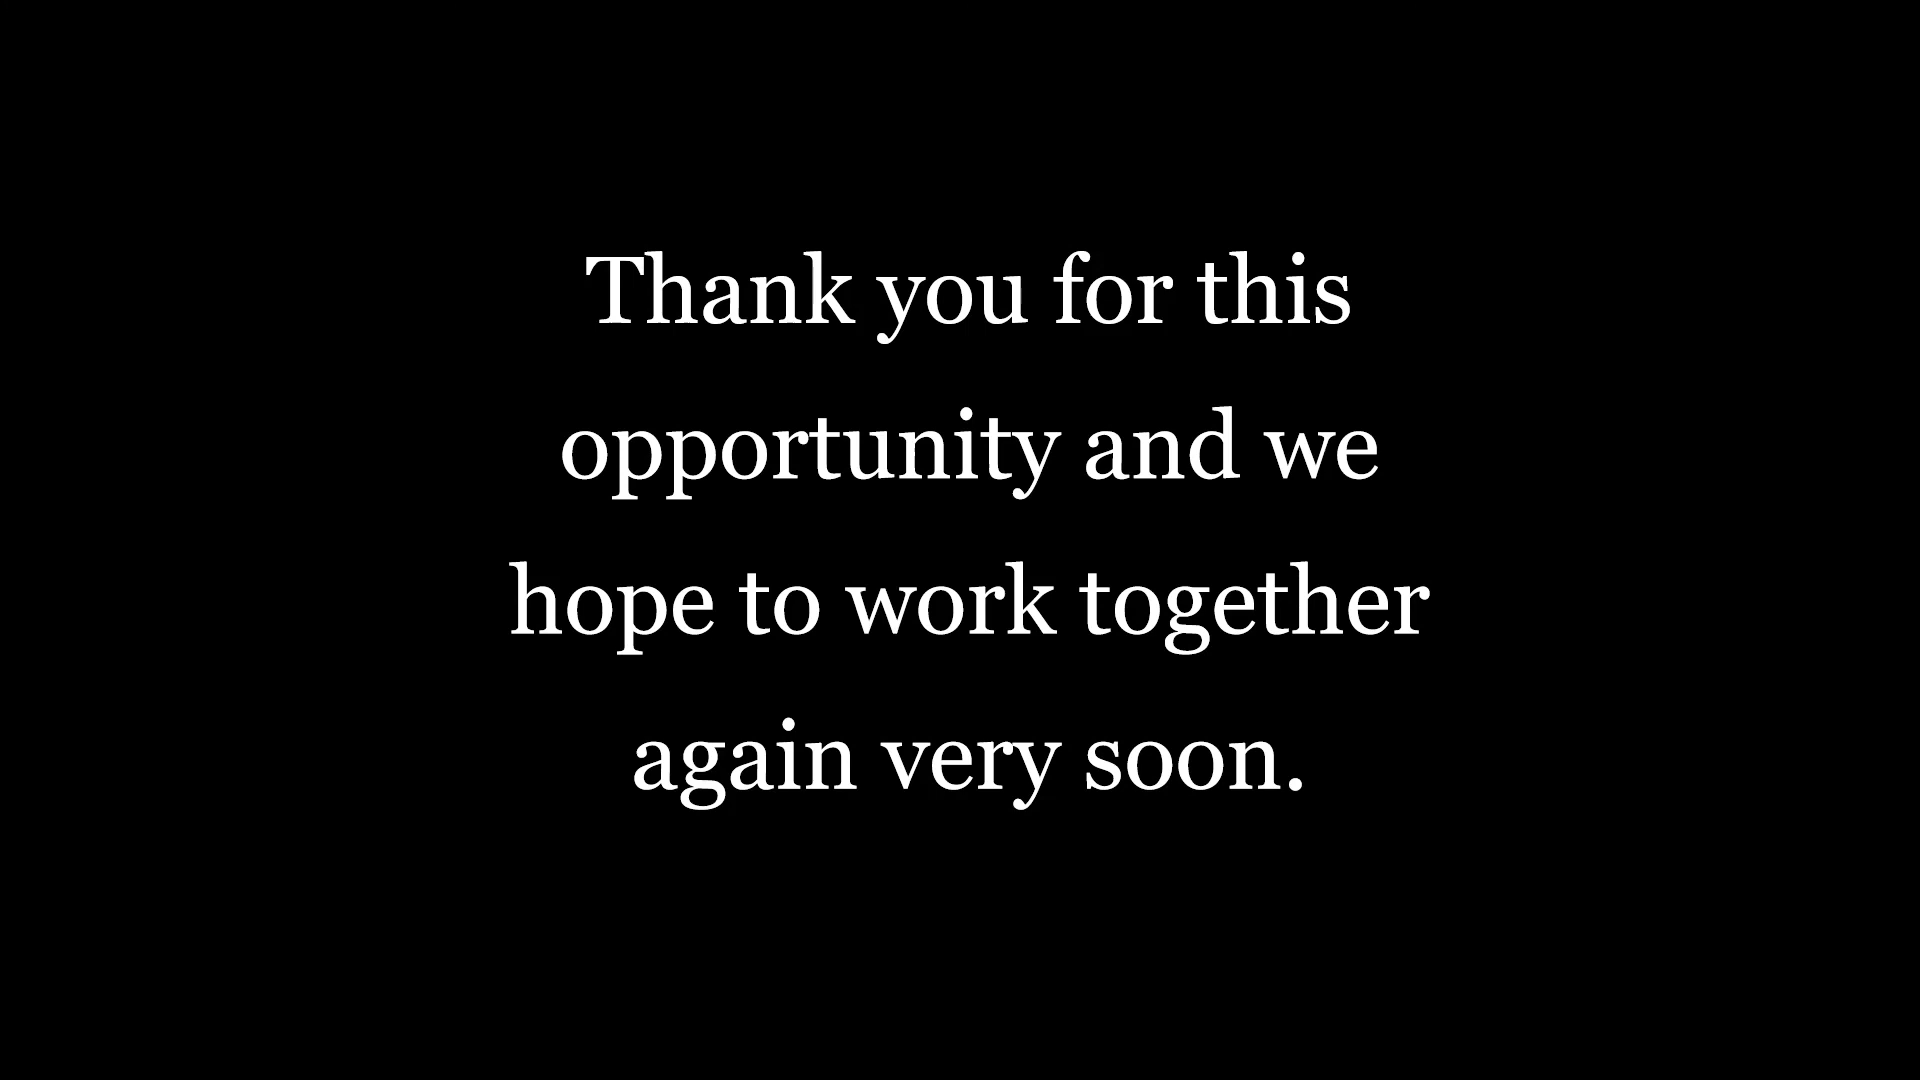 Thank you for this
opportunity and we
hope to work together
again very soon.